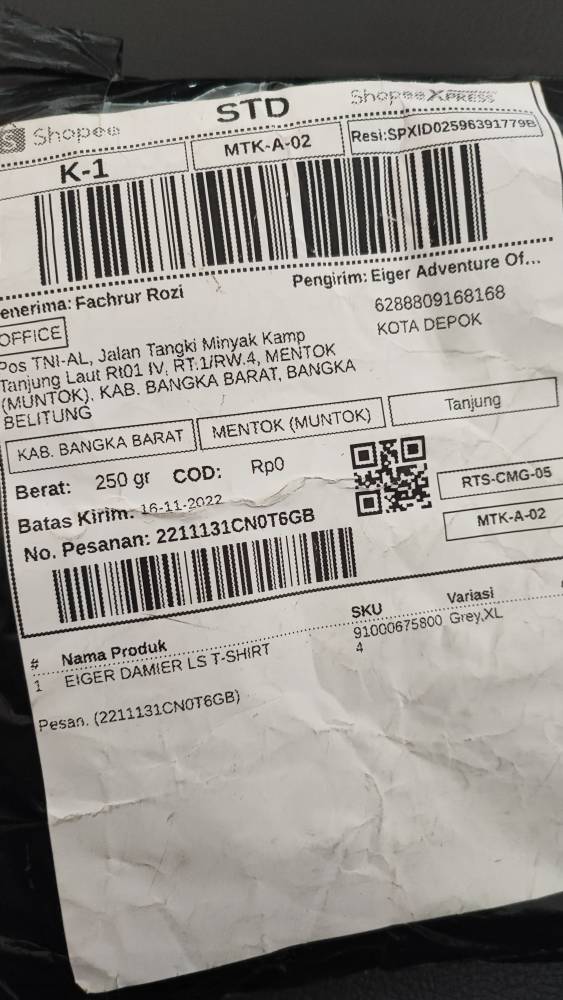 Shopee
STD
Shopee XPRESS
K-1
MTK-A-02
Resi:SPXID02596391779B
enerima: Fachrur Rozi
Pengirim: Eiger Adventure Of...
OFFICE
6288809168168
KOTA DEPOK
Pos TNI-AL, Jalan Tangki Minyak Kamp
Tanjung Laut Rt01 IV, RT.1/RW.4, MENTOK
(MUNTOK), KAB. BANGKA BARAT, BANGKA
BELITUNG
KAB. BANGKA BARAT
MENTOK (MUNTOK)
Tanjung
Berat: 250 gr COD: Rp0
Batas Kirim: 16-11-2022
No. Pesanan: 2211131CN0T6GB
RTS-CMG-05
MTK-A-02
# Nama Produk SKU Variasi
1 EIGER DAMIER LS T-SHIRT 91000675800 Grey,XL
4
Pesan. (2211131CN0T6GB)